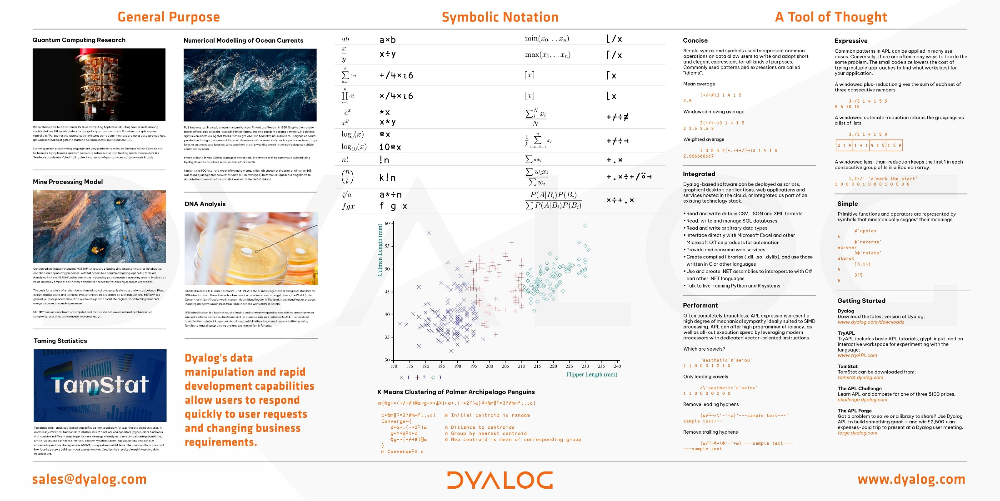 General Purpose
Symbolic Notation
A Tool of Thought
Quantum Computing Research
Researchers at the National Center for Supercomputing Applications (NCSA) have been developing
models that use APL as a high-level language for quantum computers. Quantum concepts express
naturally in APL, such as the representation of states as 1-column matrices and gates as square matrices,
allowing application of gates to states to be simple matrix multiplication (+.×).
Current quantum programming languages are very platform-specific, so Santiago Núñez-Corrales and
his team are trying to make quantum computing native, rather than treating quantum computers like
"hardware accelerators", facilitating direct expression of quantum computing concepts in code.
Mine Processing Model
Considered the industry standard, METSIM® is the world's leading simulation software for metallurgical
and chemical engineering processes. With full access to a programming language (APL) there are
literally no limits to METSIM®, other than those imposed by your computer's operating system. Models can
be as incredibly simple or as infinitely complex as needed for your mining or processing facility.
The basis for analysis of all chemical and metallurgical processes is the mass and energy balance. Plant
design, capital costs, and technical evaluations are all dependent on such calculations. METSIM® is a
general-purpose process simulation system designed to assist the engineer in performing mass and
energy balances of complex processes.
METSIM® uses an assortment of computational methods to achieve an optimal combination of
complexity, user time, and computer resources usage.
Taming Statistics
TamStat
TamStat is a full-stack application that defines a new vocabulary for teaching and doing statistics. It
dist is many statistical functions into intuitive sets of functions and operators (higher-order functions)
that combine in different ways to perform a wide range of analyses. Users can calculate probabilities,
critical values and confidence intervals, perform hypothesis tests, run simulations, and conduct
advanced operations like regression, ANOVA, and goodness-of-fit tests. The cross-platform graphical
interface helps users build statistical expressions and visualize their results through integrated data
visualizations.
Numerical Modelling of Ocean Currents
M/S Irma was lost in a sudden autumn storm between Finland and Sweden in 1968. Despite the massive
search efforts, said to be the largest in Finnish history, the Irma accident became a mystery. No distress
signals were heard during that fatal autumn night, and Irma had taken unusual routes. Everyone on board
perished, including a two-year-old boy and three wives of crewmen. Only one body was ever found, days
later, at an unexpected location. Wreckage from the ship was discovered in the archipelago at multiple
contradictory spots.
Irma was found in May 2019 by a group of enthusiasts. The reverse drifting patterns calculated using
Dyalog played a crucial role in the success of the search.
Similarly, the 500-year-old wreck of Hanneke Vrome, which left Lübeck at the brink of winter in 1468,
was found by using historical weather data (ERA5 reanalysis) from the EU Copernicus programme to
simulate the movement of the ship that was lost in the Gulf of Finland.
DNA Analysis
Charles Brenner's APL-based software, DNA•VIEW is the acknowledged leader and global standard for
DNA identification. The software has been used in countless cases; amongst others, the World Trade
Center victim identification work, tsunami victim identification in Thailand, mass identification projects
including desaparecido children from El Salvador and war victims in Bosnia.
DNA identification is a fascinating, challenging and constantly expanding and shifting area of genetics
susceptible to mathematical treatment, and for these reasons well-adapted to APL. The facets of
identification include linking crooks to crimes, bashful fathers to parental responsibilities, grieving
families to mass disaster victims and anxious heirs to family fortunes.
Dyalog's data
manipulation and rapid
development capabilities
allow users to respond
quickly to user requests
and changing business
requirements.
ab a×b min(x₀...xₙ) ⌊/x
x/y x÷y max(x₀...xₙ) ⌈/x
∑ⁿ⁼¹₆ 4n +/4×⍳6 ⌈x⌉ ⌈x
∏ᵢ₌₁⁶ 4i ×/4×⍳6 ⌊x⌋ ⌊x
eˣ *x
xʸ x*y
∑ᵢᴺ xᵢ / N +⌿÷≢
logₑ(x) ⍟x
log₁₀(x) 10⍟x
1/k ∑ⁿᵢ₌ₙ₋ₖ₋₁ xᵢ +⌿÷⊣
n! !n ∑aᵢbᵢ +.×
(n k) k!n ∑wᵢxᵢ / ∑wᵢ +.×÷+/⍤⊣
ⁿ√a a*÷n
fgx f g x
P(A|Bᵢ)P(Bᵢ) / ∑P(A|Bᵢ)P(Bᵢ) ×÷+.×
Culmen Length (mm)
60
55
50
45
40
35
30
170 175 180 185 190 195 200 205 210 215 220 225 230 235 240
Flipper Length (mm)
× 1 + 2 ◇ 3
K Means Clustering of Palmer Archipelago Penguins
m{⍉g⊢∘(+⌿÷≢)⌸⍺⊣g←⊃∘⍋⍤1⊢⍺+.(-*2⍨)⍵}⍣≡⍉m⌷⍨⊂3?≢m←fl,⍪cl
c←⍉m⌷⍨⊂3?≢m←fl,⍪cl ⍝ Initial centroid is random
Converge←{
d←⍺+.(-*2⍨)⍵ ⍝ Distance to centroids
g←⊃∘⍋⍤1⊢d ⍝ Group by nearest centroid
⍉g⊢∘(+⌿÷≢)⌸⍺ ⍝ New centroid is mean of corresponding group
}
m Converge⍣≡ c
Concise
Simple syntax and symbols used to represent common
operations on data allow users to write and adapt short
and elegant expressions for all kinds of purposes.
Commonly used patterns and expressions are called
“idioms”.
Mean average
(+⌿÷≢)3 1 4 1 5
2.8
Windowed moving average
2(+⌿÷⊣)3 1 4 1 5
2 2.5 2.5 3
Weighted average
1 3 5 4 2(+.×÷+/⍤⊣)3 1 4 1 5
2.666666667
Integrated
Dyalog-based software can be deployed as scripts,
graphical desktop applications, web applications and
services hosted in the cloud, or integrated as part of an
existing technology stack.
• Read and write data in CSV, JSON and XML formats
• Read, write and manage SQL databases
• Read and write arbitrary data types
• Interface directly with Microsoft Excel and other
Microsoft Office products for automation
• Provide and consume web services
• Create compiled libraries (.dll, .so, .dylib), and use those
written in C or other languages
• Use and create .NET assemblies to interoperate with C#
and other .NET languages
• Talk to live-running Python and R systems
Performant
Often completely branchless, APL expressions present a
high degree of mechanical sympathy ideally suited to SIMD
processing. APL can offer high programmer efficiency, as
well as all-out execution speed by leveraging modern
processors with dedicated vector-oriented instructions.
Which are vowels?
'aesthetic'∊'aeiou'
1 1 0 0 0 1 0 1 0
Only leading vowels
∧\'aesthetic'∊'aeiou'
1 1 0 0 0 0 0 0 0
Remove leading hyphens
{⍵⌿⍨~∧\'-'=⍵}'---sample text---'
sample text---
Remove trailing hyphens
{⍵⌿⍨~⌽∧\⌽'-'=⍵}'---sample text---'
---sample text
Expressive
Common patterns in APL can be applied in many use
cases. Conversely, there are often many ways to tackle the
same problem. The small code size lowers the cost of
trying multiple approaches to find what works best for
your application.
A windowed plus-reduction gives the sum of each set of
three consecutive numbers.
3+/3 1 4 1 5 9
8 6 10 15
A windowed catenate-reduction returns the groupings as
a list of lists
3,/3 1 4 1 5 9
3 1 4 1 4 1 4 1 5 1 5 9
A windowed less-than-reduction keeps the first 1 in each
consecutive group of 1s in a Boolean array.
1,2</' '≠'mark the start'
1 0 0 0 0 1 0 0 0 1 0 0 0 0
Simple
Primitive functions and operators are represented by
symbols that mnemonically suggest their meanings.
≢'apples'
6
⌽'reverse'
esrever
3⌽'rotate'
aterot
⌈3.141
4
3⌈5
5
Getting Started
Dyalog
Download the latest version of Dyalog:
www.dyalog.com/downloads
TryAPL
TryAPL includes basic APL tutorials, glyph input, and an
interactive workspace for experimenting with the
language:
www.tryAPL.com
TamStat
TamStat can be downloaded from:
tamstat.dyalog.com
The APL Challenge
Learn APL and compete for one of three $100 prizes.
challenge.dyalog.com
The APL Forge
Got a problem to solve or a library to share? Use Dyalog
APL to build something great — and win £2,500 + an
expenses-paid trip to present at a Dyalog user meeting.
forge.dyalog.com
sales@dyalog.com
DYALOG
www.dyalog.com